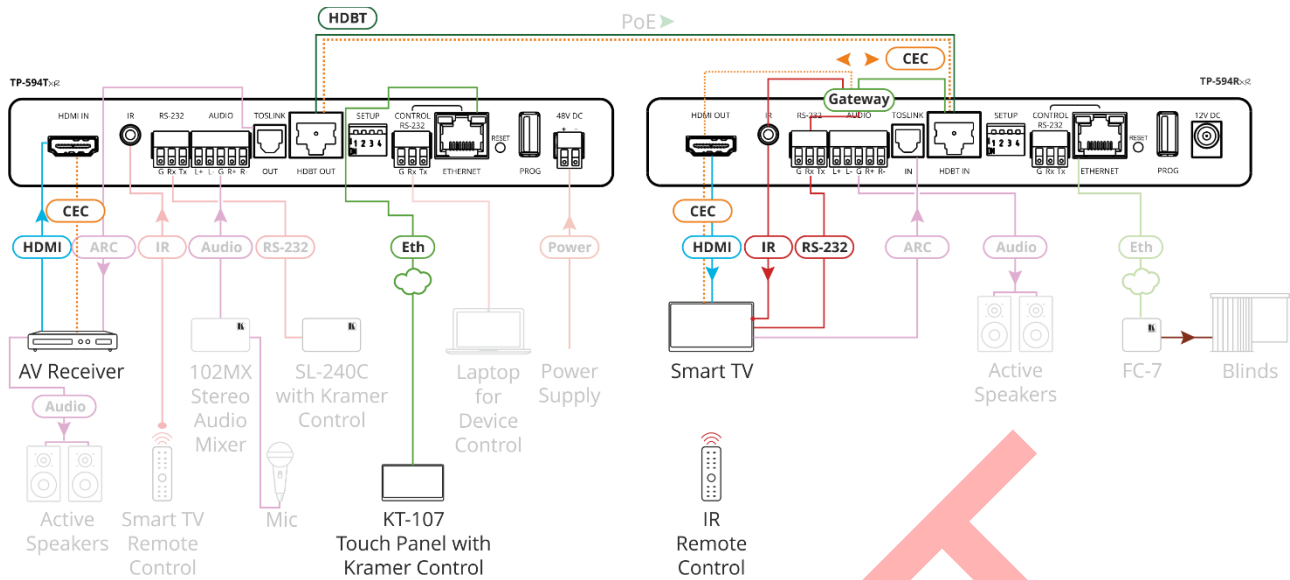 HDBT
PoE
CEC
TP-594Txr
TP-594Rxr
Gateway
HDMI IN
IR
RS-232
AUDIO
TOSLINK
SETUP
CONTROL
RS-232
48V DC
+ -
1 2 3 4
RESET
G Rx Tx
L+ L- G R+ R-
OUT
HDBT OUT
G Rx Tx
ETHERNET
PROG
HDMI OUT
IR
RS-232
AUDIO
TOSLINK
SETUP
CONTROL
RS-232
12V DC
1 2 3 4
RESET
G Rx Tx
L+ L- G R+ R-
IN
HDBT IN
G Rx Tx
ETHERNET
PROG
CEC
CEC
HDMI
ARC
IR
Audio
RS-232
Eth
Power
HDMI
IR
RS-232
ARC
Audio
Eth
AV Receiver
102MX
Stereo
Audio
Mixer
SL-240C
with Kramer
Control
Laptop
for
Device
Control
Power
Supply
Smart TV
Active
Speakers
FC-7
Blinds
Audio
Active
Speakers
Smart TV
Remote
Control
Mic
KT-107
Touch Panel with
Kramer Control
IR
Remote
Control